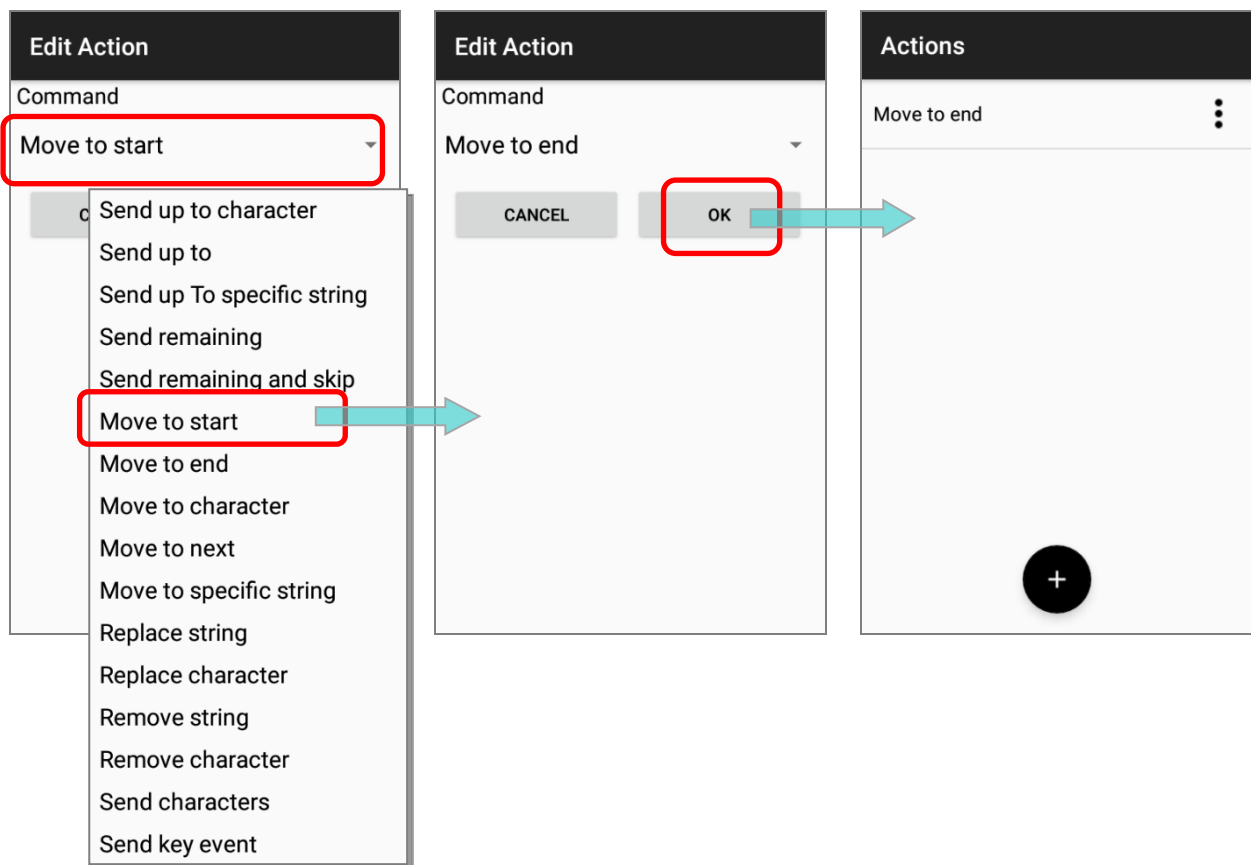 Edit Action
Command
Move to start
C
Send up to character
Send up to
Send up To specific string
Send remaining
Send remaining and skip
Move to start
Move to end
Move to character
Move to next
Move to specific string
Replace string
Replace character
Remove string
Remove character
Send characters
Send key event
Edit Action
Command
Move to end
CANCEL OK
Actions
Move to end
+